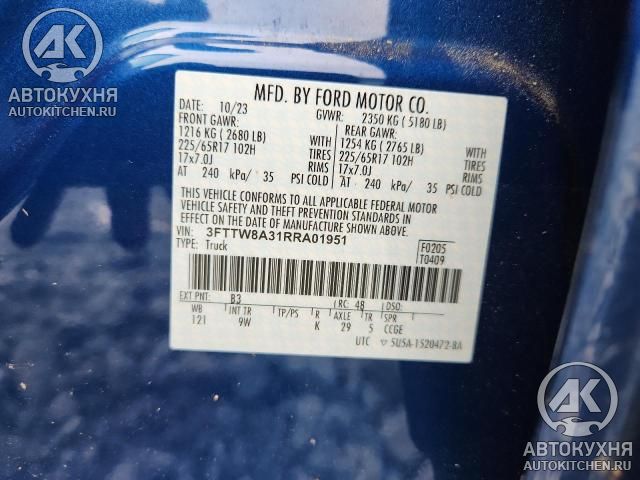 АК
АВТОКУХНЯ
AUTOKITCHEN.RU
MFD. BY FORD MOTOR CO.
DATE: 10/23 GVWR: 2350 KG ( 5180 LB)
FRONT GAWR: REAR GAWR:
1216 KG ( 2680 LB) WITH 1254 KG ( 2765 LB) WITH
225/65R17 102H TIRES 225/65R17 102H TIRES
17x7.0J RIMS 17x7.0J RIMS
AT 240 kPa/ 35 PSI COLD AT 240 kPa/ 35 PSI COLD
THIS VEHICLE CONFORMS TO ALL APPLICABLE FEDERAL MOTOR
VEHICLE SAFETY AND THEFT PREVENTION STANDARDS IN
EFFECT ON THE DATE OF MANUFACTURE SHOWN ABOVE.
VIN: 3FTTW8A31RRA01951
TYPE: Truck
F0205
T0409
EXT PNT: B3 RC: 48 DSO:
WB INT TR TP/PS R AXLE TR SPR
121 9W K 29 5 CCGE
UTC 5U5A-1520472-BA
АК
АВТОКУХНЯ
AUTOKITCHEN.RU